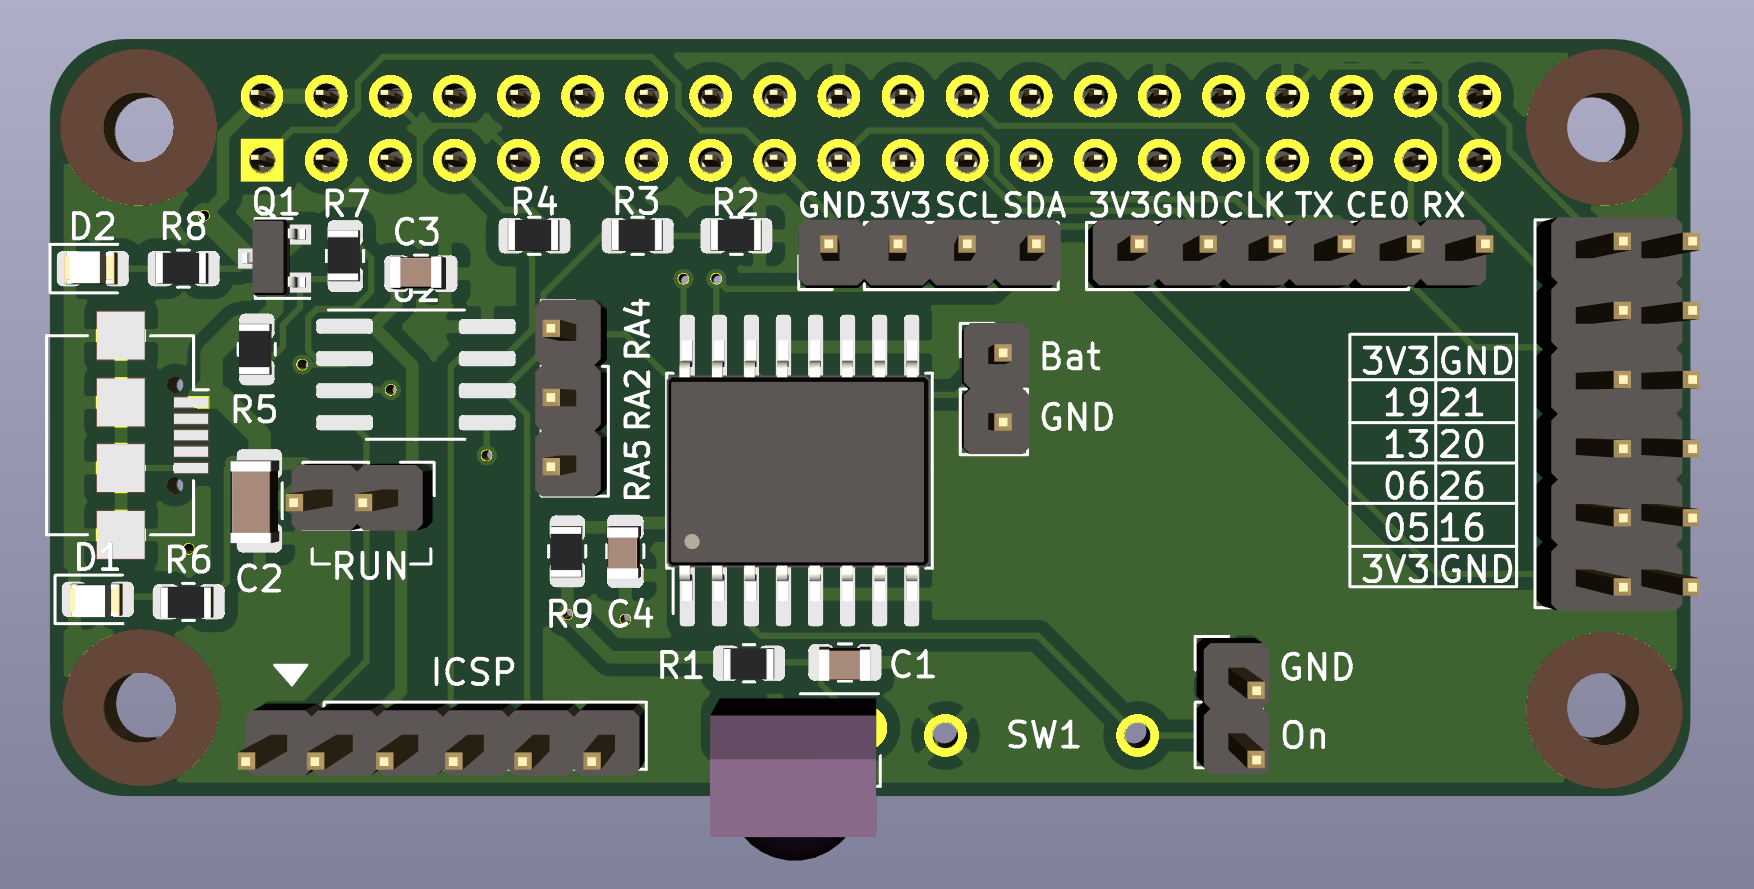 Q1
R7
R4
R3
R2
GND 3V3 SCL SDA
3V3 GND CLK TX CE0 RX
D2
R8
C3
U2
RA5 RA2 RA4
Bat
GND
R5
3V3 GND
19 21
13 20
06 26
05 16
3V3 GND
D1
R6
C2
RUN
R9
C4
ICSP
R1
C1
SW1
GND
On